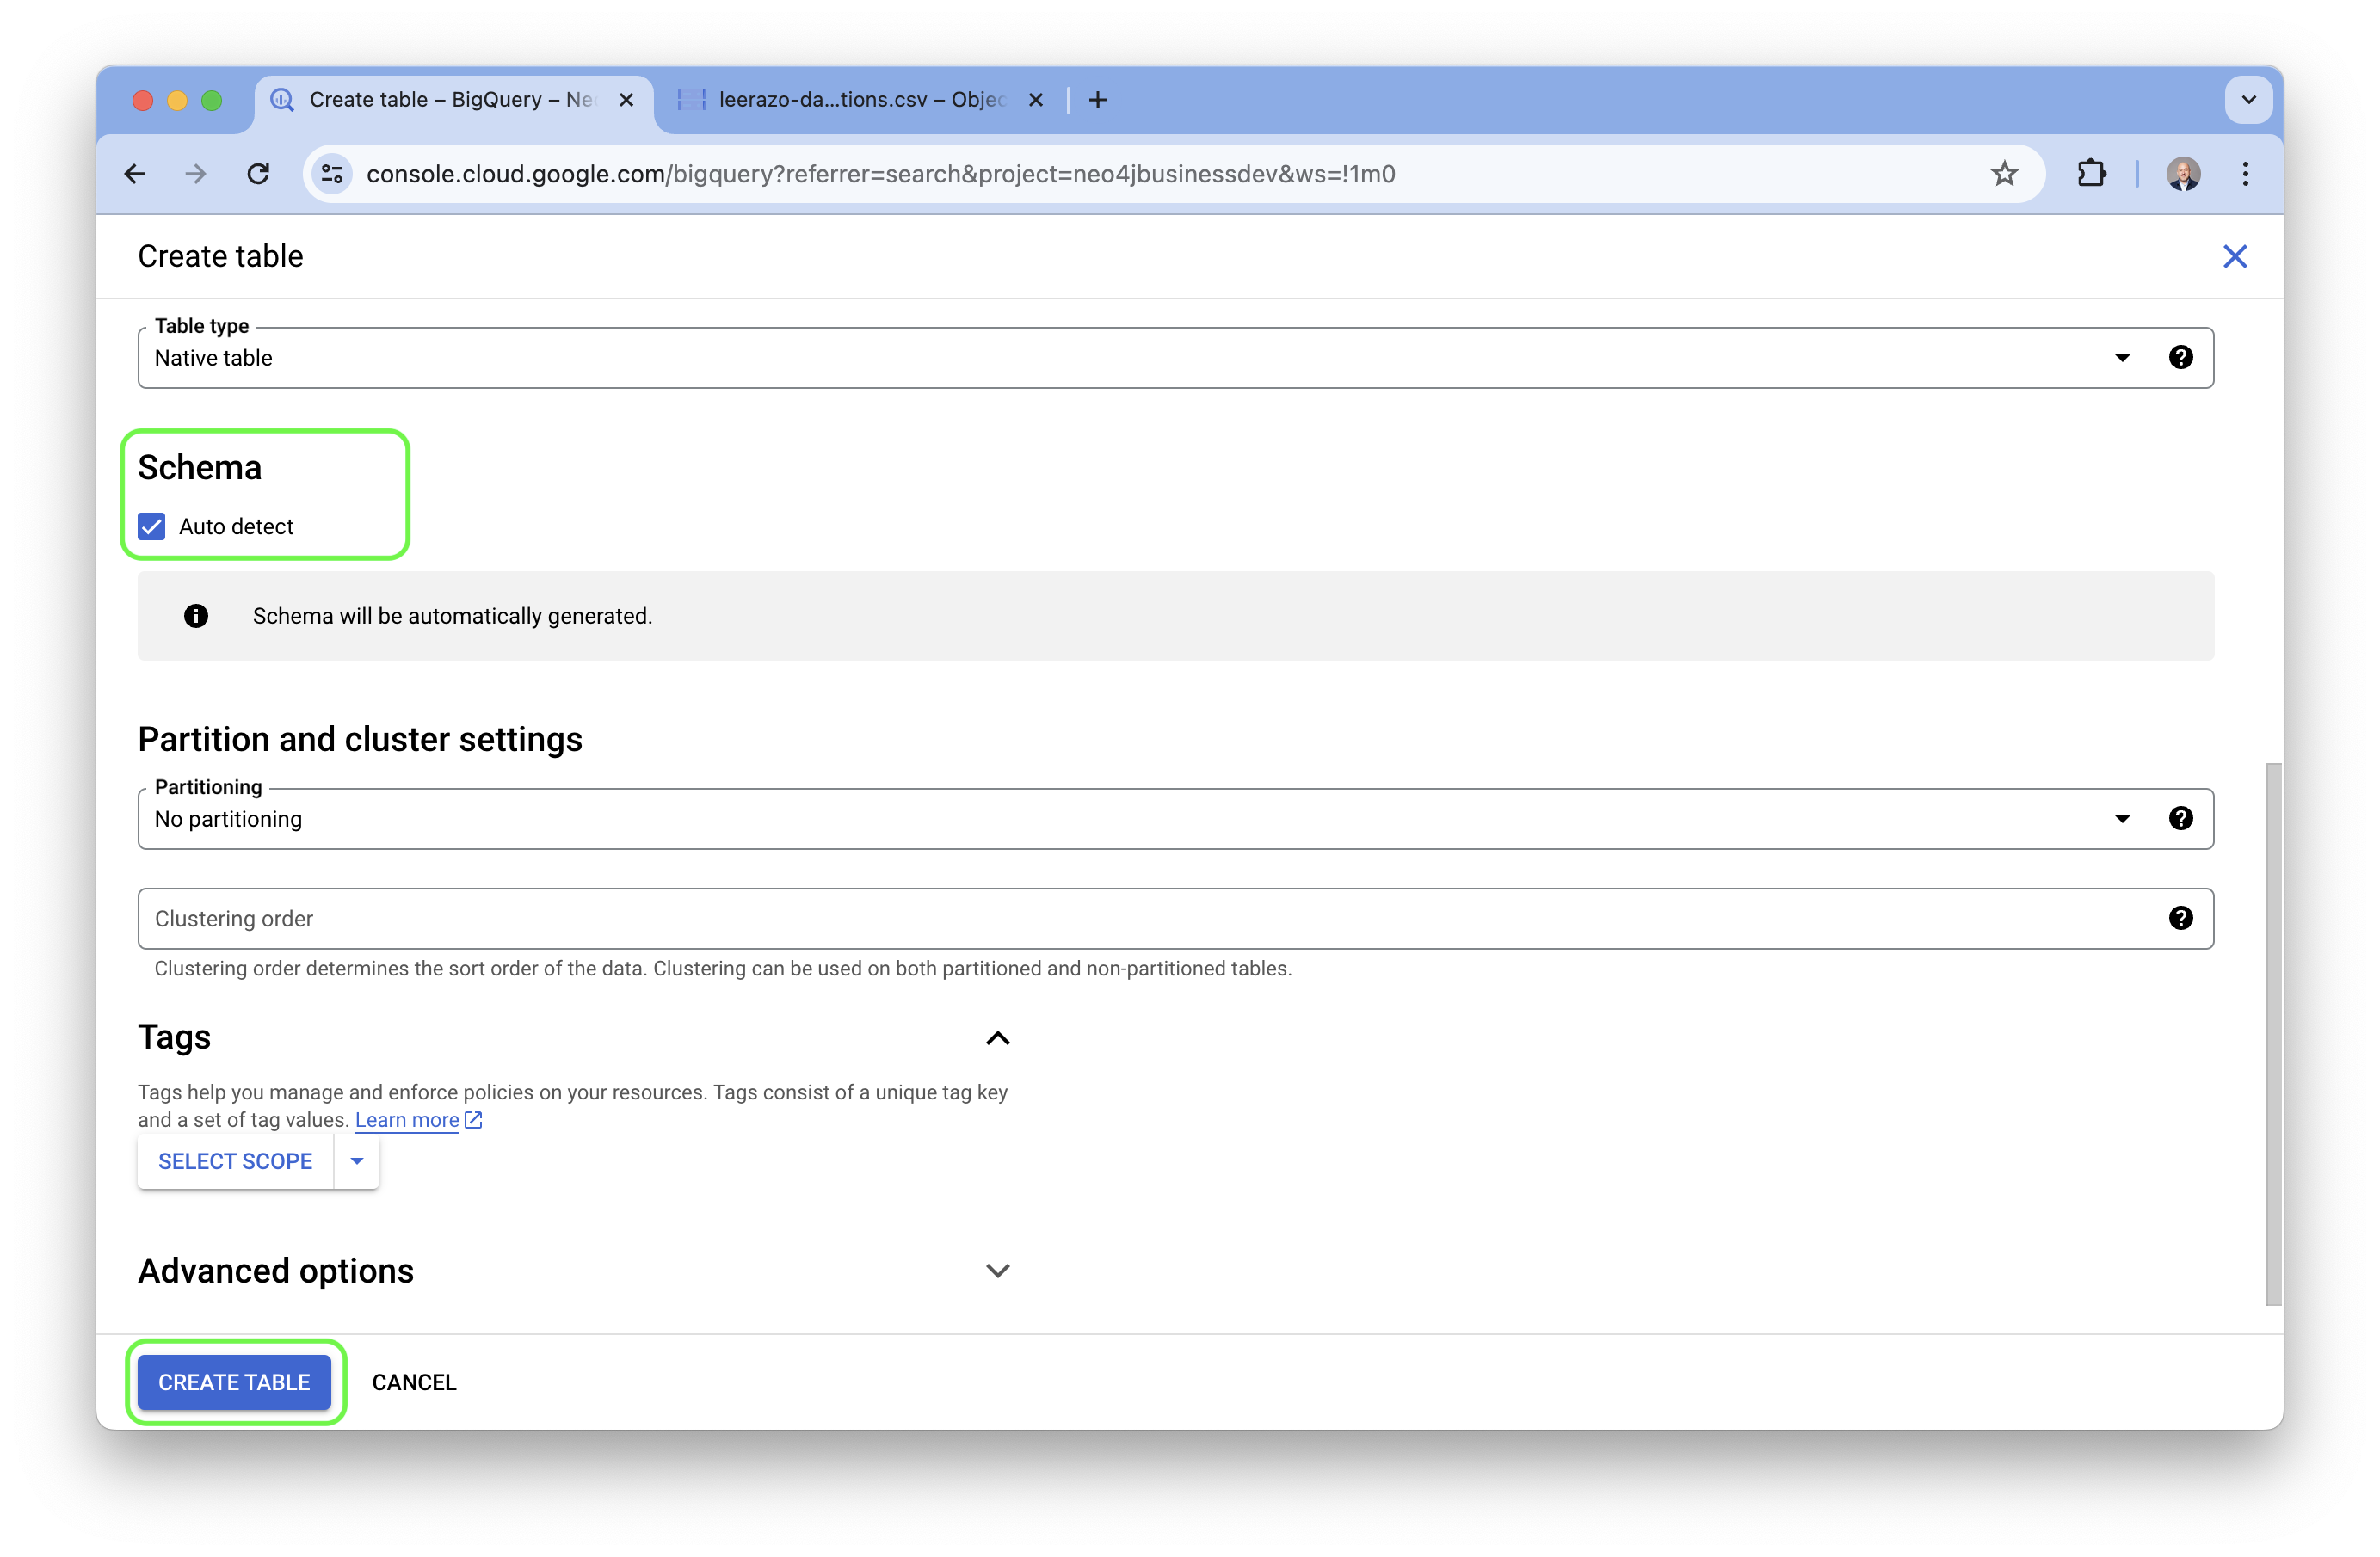 Create table – BigQuery – Neo
leerazo-da...tions.csv – Objec
console.cloud.google.com/bigquery?referrer=search&project=neo4jbusinessdev&ws=!1m0
Create table
Table type
Native table
Schema
Auto detect
Schema will be automatically generated.
Partition and cluster settings
Partitioning
No partitioning
Clustering order
Clustering order determines the sort order of the data. Clustering can be used on both partitioned and non-partitioned tables.
Tags
Tags help you manage and enforce policies on your resources. Tags consist of a unique tag key
and a set of tag values. Learn more
SELECT SCOPE
Advanced options
CREATE TABLE
CANCEL